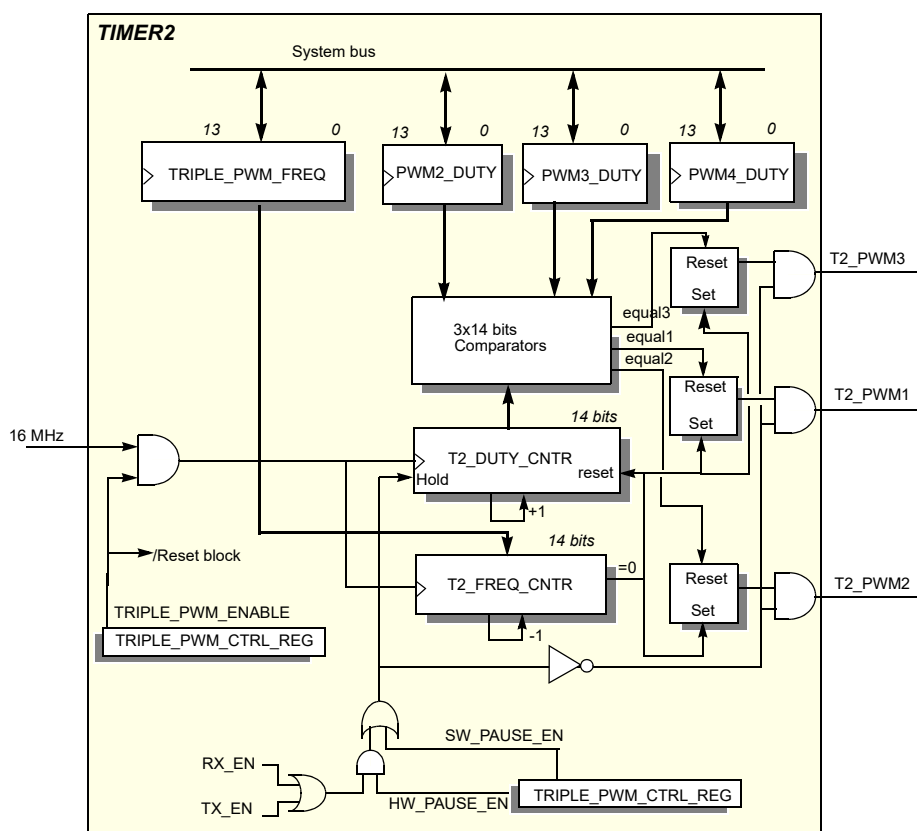 TIMER2
System bus
13 0 13 0 13 0 13 0
TRIPLE_PWM_FREQ PWM2_DUTY PWM3_DUTY PWM4_DUTY
T2_PWM3
Reset
Set
equal3
3x14 bits
Comparators
equal1
equal2
T2_PWM1
Reset
Set
14 bits
16 MHz
T2_DUTY_CNTR
reset
Hold
+1
14 bits
/Reset block
=0
T2_FREQ_CNTR
Reset
Set
T2_PWM2
TRIPLE_PWM_ENABLE
TRIPLE_PWM_CTRL_REG
-1
SW_PAUSE_EN
RX_EN
TX_EN
HW_PAUSE_EN
TRIPLE_PWM_CTRL_REG